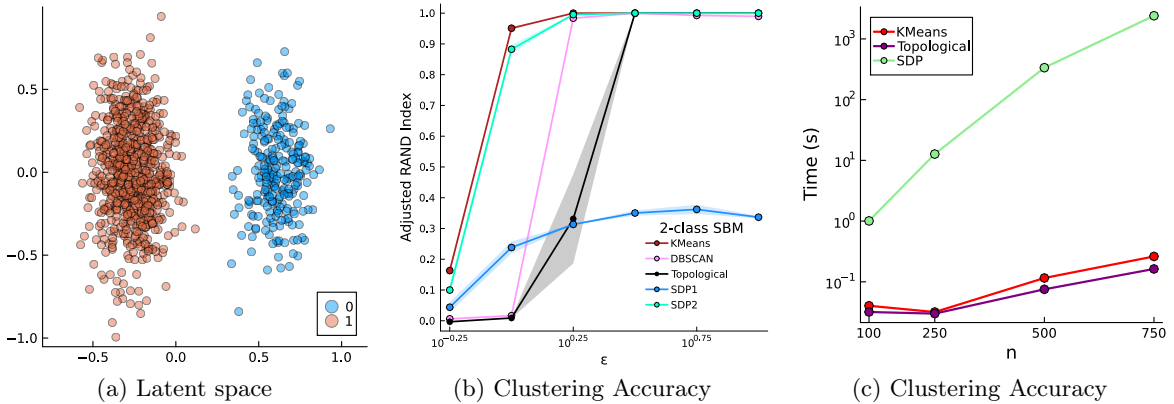 0.5
0.0
−0.5
−1.0
−0.5
0.0
0.5
1.0
0
1
(a) Latent space
Adjusted RAND Index
1.0
0.9
0.8
0.7
0.6
0.5
0.4
0.3
0.2
0.1
0.0
2-class SBM
KMeans
DBSCAN
Topological
SDP1
SDP2
10^−0.25
10^0
10^0.25
10^0.75
ε
(b) Clustering Accuracy
Time (s)
10^3
10^2
10^1
10^0
10^−1
KMeans
Topological
SDP
100
250
500
750
n
(c) Clustering Accuracy